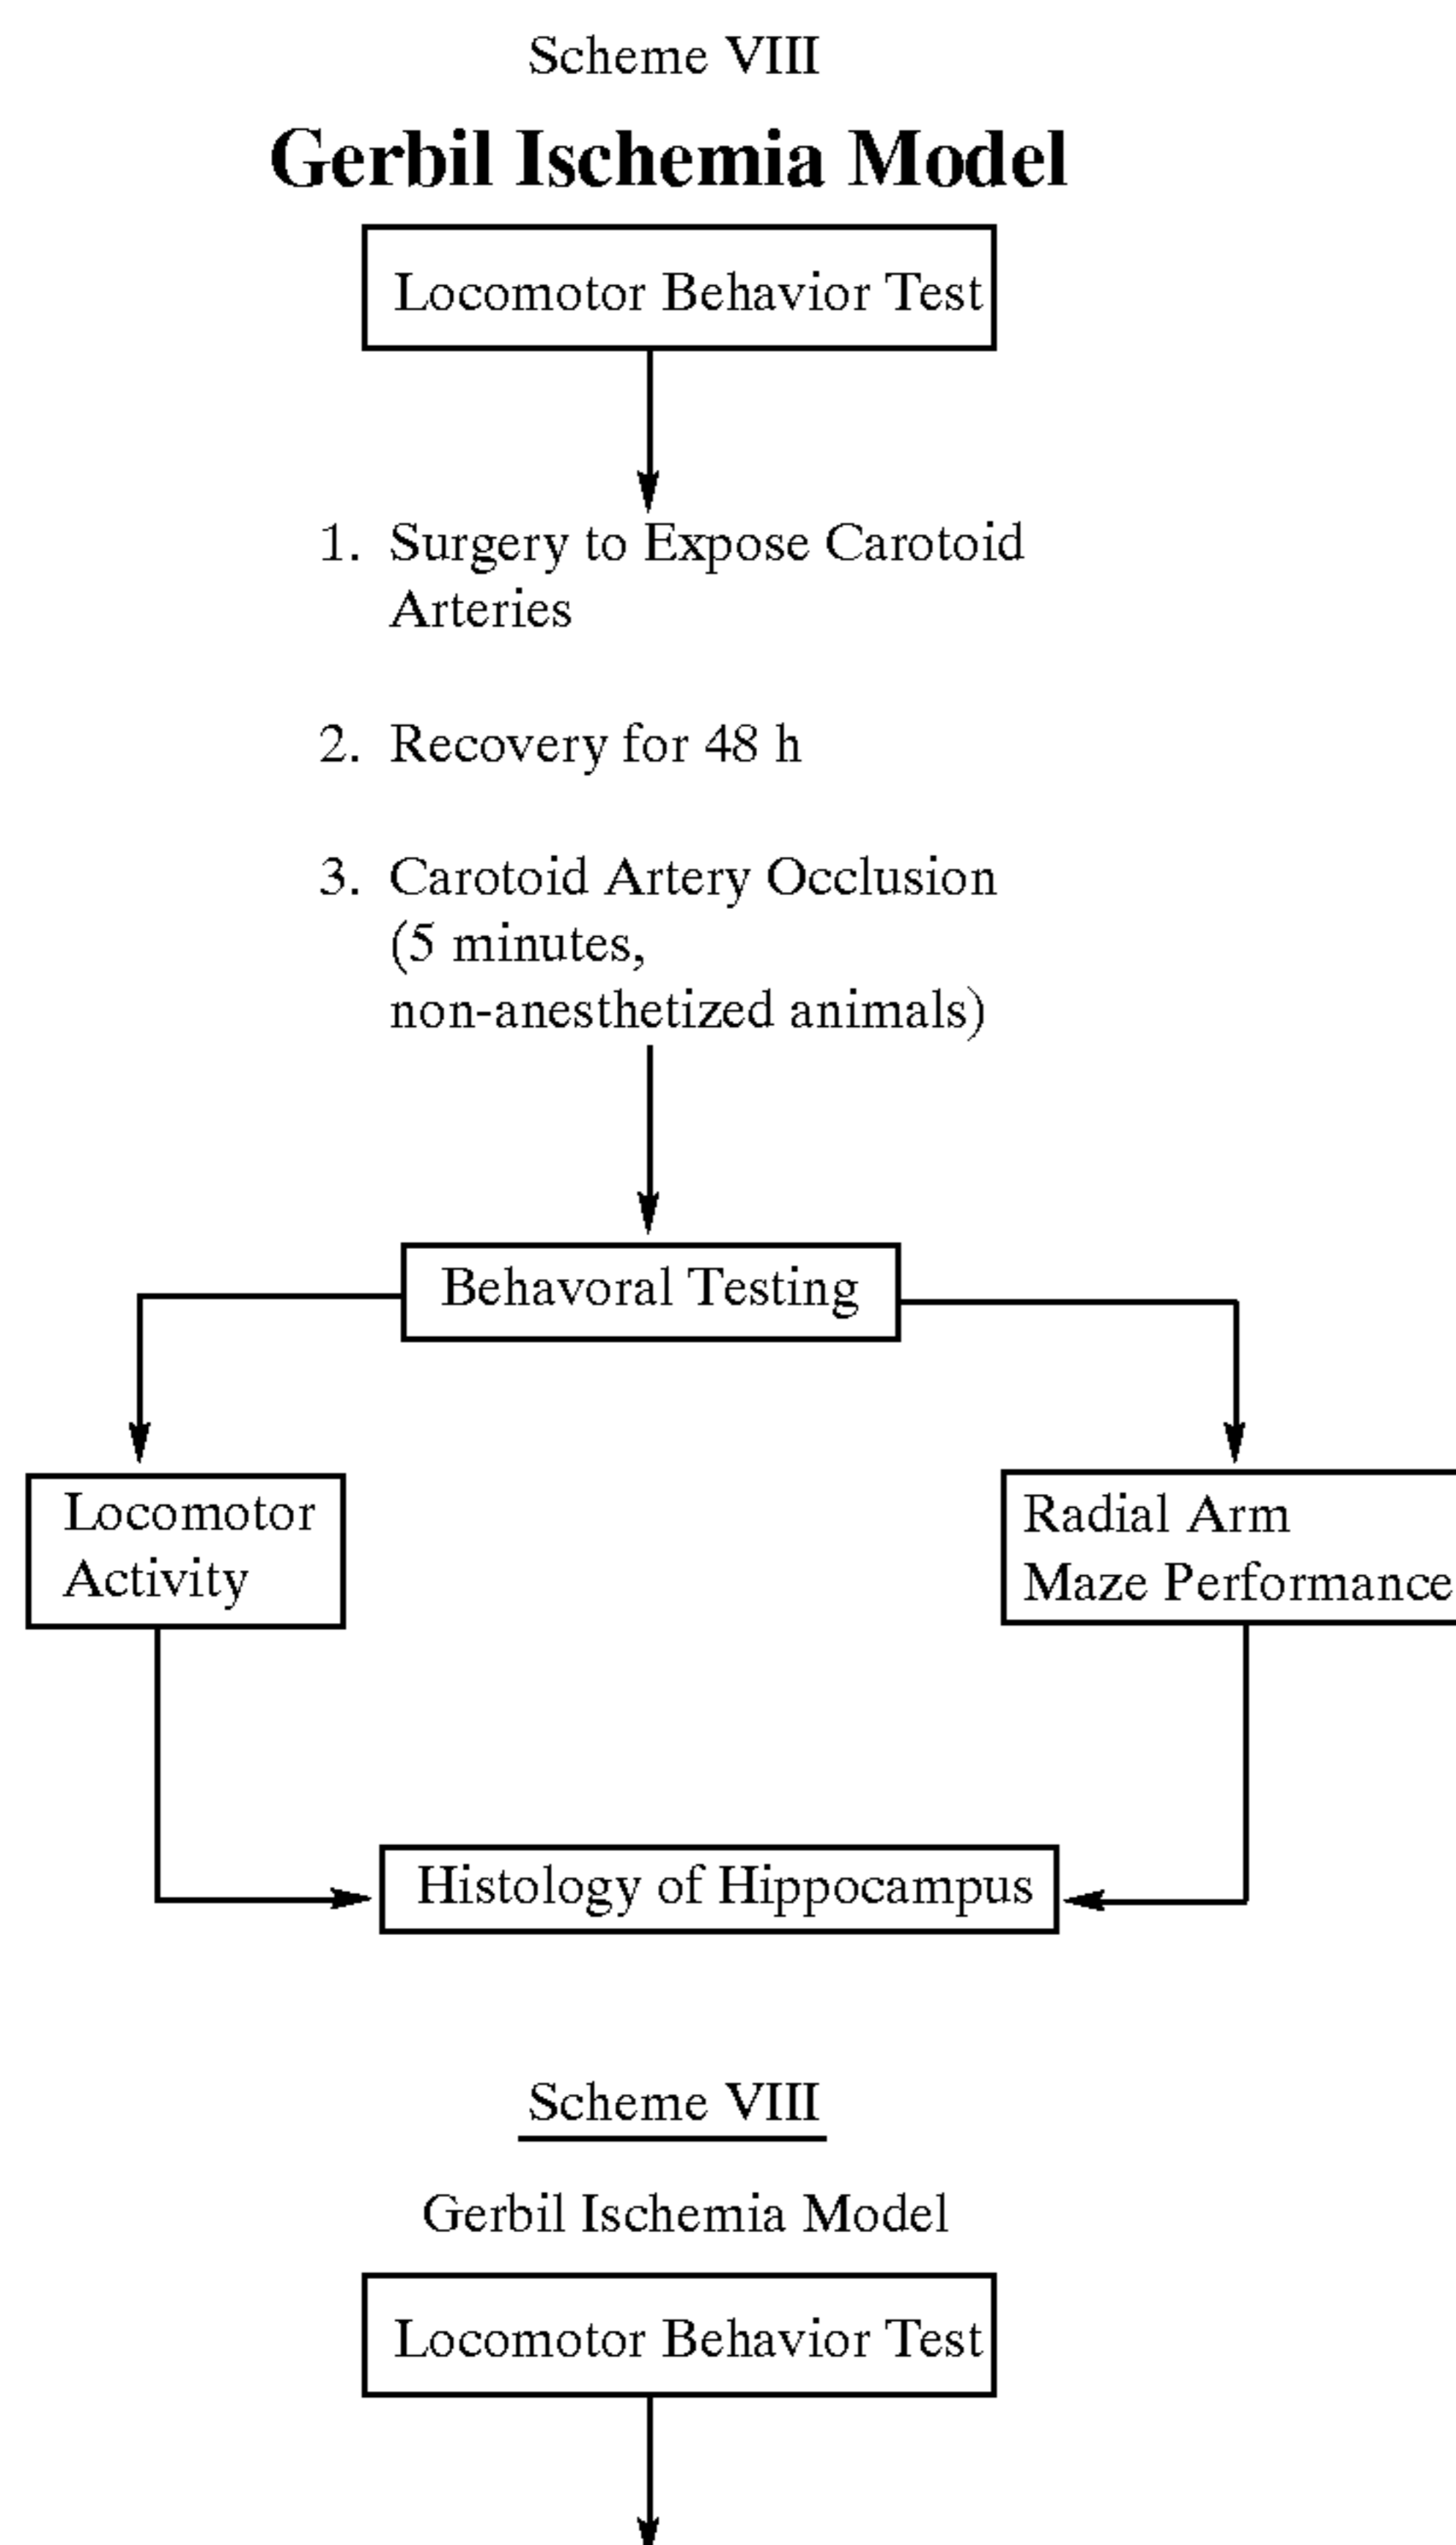 Scheme VIII
Gerbil Ischemia Model
Locomotor Behavior Test
1. Surgery to Expose Carotoid
Arteries
2. Recovery for 48 h
3. Carotoid Artery Occlusion
(5 minutes,
non-anesthetized animals)
Behavoral Testing
Locomotor
Activity
Radial Arm
Maze Performance
Histology of Hippocampus
Scheme VIII
Gerbil Ischemia Model
Locomotor Behavior Test